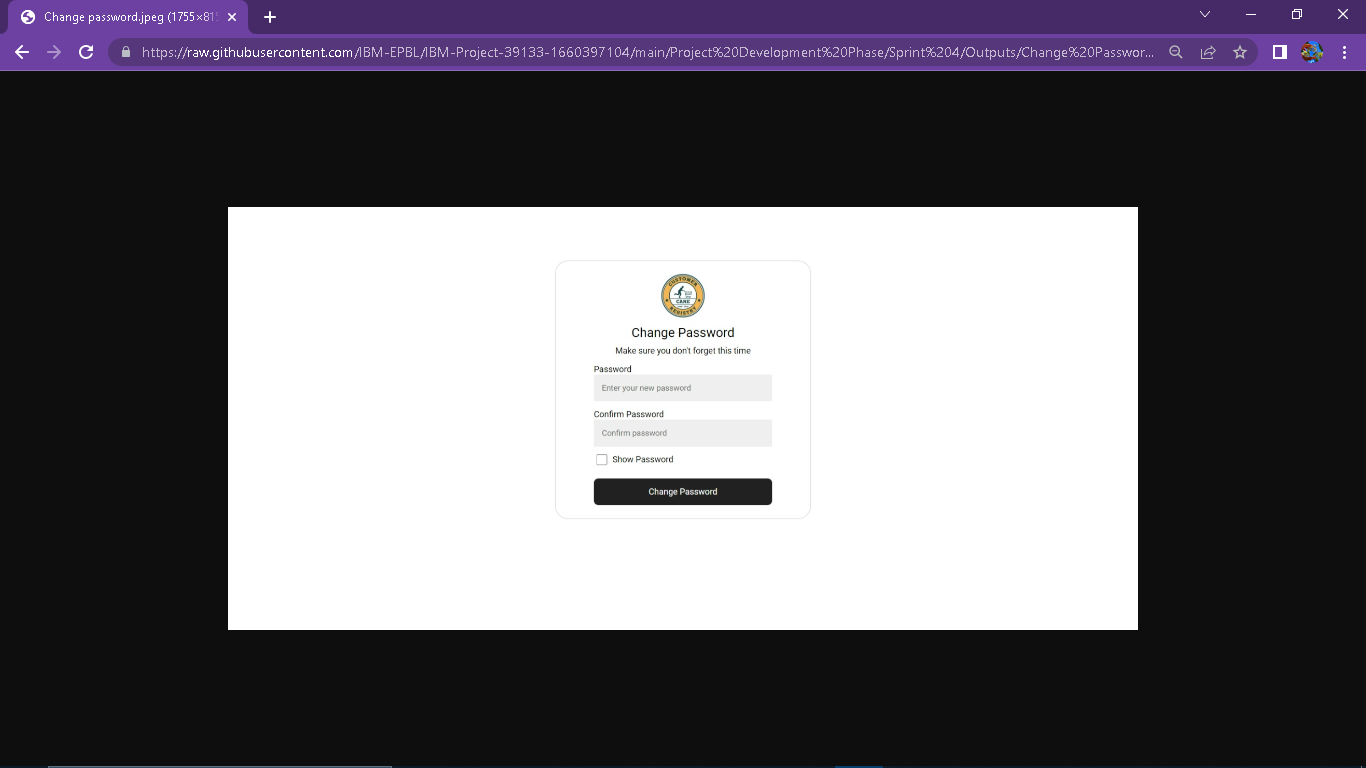 Change password.jpeg (1755×815
https://raw.githubusercontent.com/IBM-EPBL/IBM-Project-39133-1660397104/main/Project%20Development%20Phase/Sprint%204/Outputs/Change%20Passwor...
CUSTOMER
CARE
REGISTRY
Change Password
Make sure you don't forget this time
Password
Enter your new password
Confirm Password
Confirm password
Show Password
Change Password